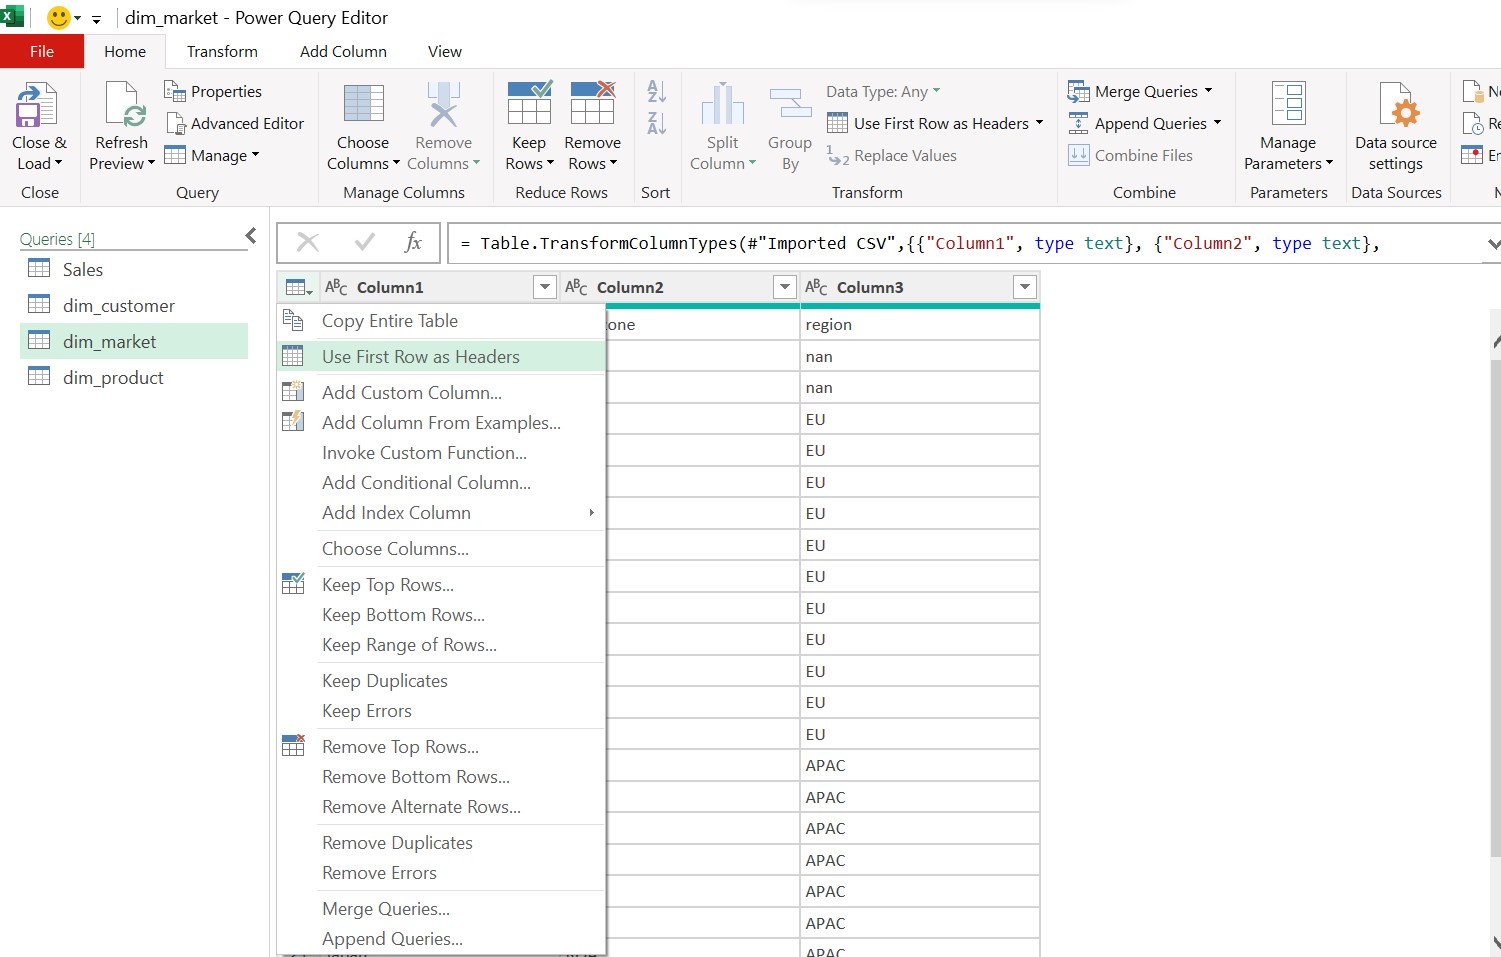 dim_market - Power Query Editor
File Home Transform Add Column View
Close & Load
Close
Refresh Preview
Properties
Advanced Editor
Manage
Query
Choose Columns
Remove Columns
Manage Columns
Keep Rows
Remove Rows
Reduce Rows
A Z
Z A
Sort
Split Column
Group By
Data Type: Any
Use First Row as Headers
Replace Values
Transform
Merge Queries
Append Queries
Combine Files
Combine
Manage Parameters
Parameters
Data source settings
Data Sources
Queries [4]
Sales
dim_customer
dim_market
dim_product
fx = Table.TransformColumnTypes(#"Imported CSV",{{"Column1", type text}, {"Column2", type text},
ABC Column1 ABC Column2 ABC Column3
Copy Entire Table
Use First Row as Headers
Add Custom Column...
Add Column From Examples...
Invoke Custom Function...
Add Conditional Column...
Add Index Column
Choose Columns...
Keep Top Rows...
Keep Bottom Rows...
Keep Range of Rows...
Keep Duplicates
Keep Errors
Remove Top Rows...
Remove Bottom Rows...
Remove Alternate Rows...
Remove Duplicates
Remove Errors
Merge Queries...
Append Queries...
region
nan
nan
EU
EU
EU
EU
EU
EU
EU
EU
EU
EU
EU
APAC
APAC
APAC
APAC
APAC
APAC
APAC